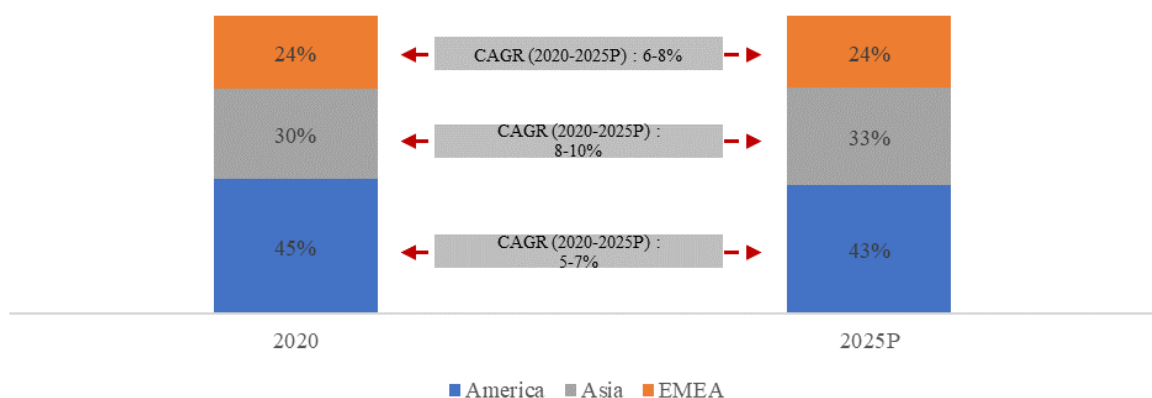 24%
CAGR (2020-2025P) : 6-8%
24%
30%
CAGR (2020-2025P) :
8-10%
33%
45%
CAGR (2020-2025P) :
5-7%
43%
2020
2025P
America
Asia
EMEA